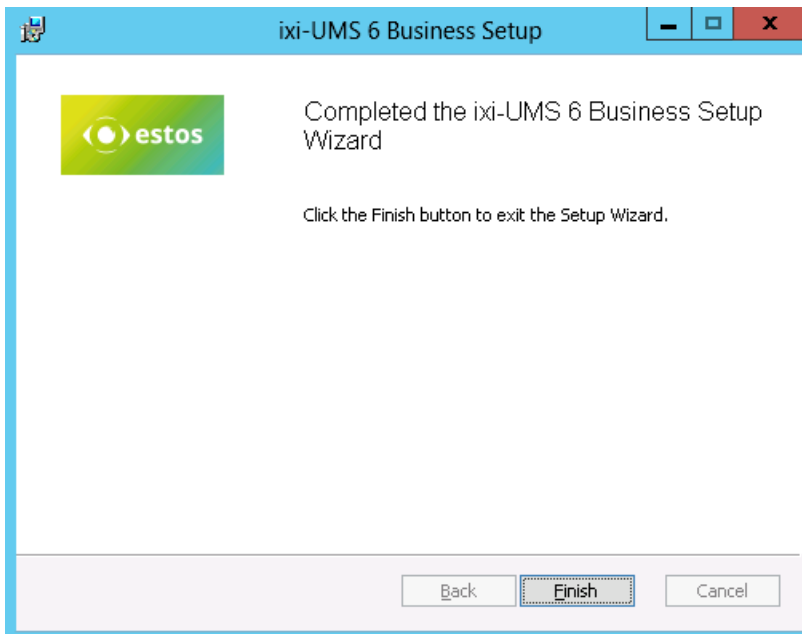 ixi-UMS 6 Business Setup
estos
Completed the ixi-UMS 6 Business Setup
Wizard
Click the Finish button to exit the Setup Wizard.
Back
Finish
Cancel